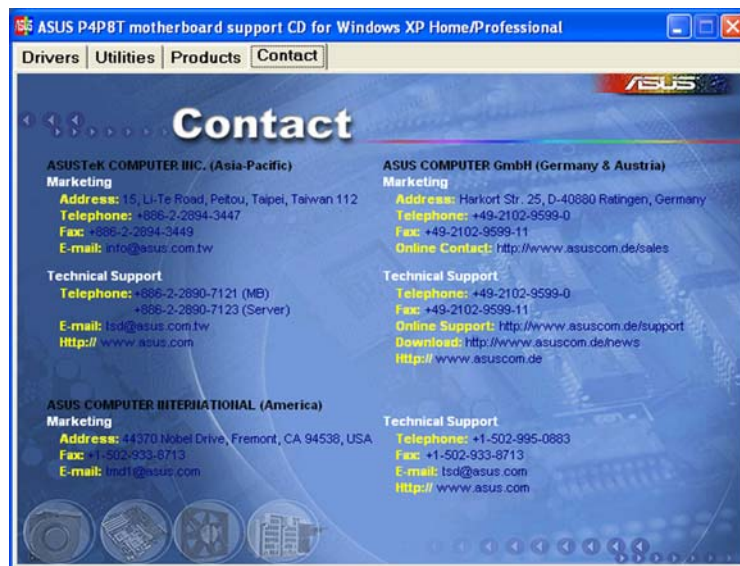 ASUS P4P8T motherboard support CD for Windows XP Home/Professional
Drivers Utilities Products Contact
ASUS
Contact
ASUSTeK COMPUTER INC. (Asia-Pacific)
Marketing
Address: 15, Li-Te Road, Peitou, Taipei, Taiwan 112
Telephone: +886-2-2894-3447
Fax: +886-2-2894-3449
E-mail: info@asus.com.tw
Technical Support
Telephone: +886-2-2890-7121 (MB)
+886-2-2890-7123 (Server)
E-mail: tsd@asus.com.tw
Http:// www.asus.com
ASUS COMPUTER GmbH (Germany & Austria)
Marketing
Address: Harkort Str. 25, D-40880 Ratingen, Germany
Telephone: +49-2102-9599-0
Fax: +49-2102-9599-11
Online Contact: http://www.asuscom.de/sales
Technical Support
Telephone: +49-2102-9599-0
Fax: +49-2102-9599-11
Online Support: http://www.asuscom.de/support
Download: http://www.asuscom.de/news
Http:// www.asuscom.de
ASUS COMPUTER INTERNATIONAL (America)
Marketing
Address: 44370 Nobel Drive, Fremont, CA 94538, USA
Fax: +1-502-933-8713
E-mail: tmd1@asus.com
Technical Support
Telephone: +1-502-995-0883
Fax: +1-502-933-8713
E-mail: tsd@asus.com
Http:// www.asus.com